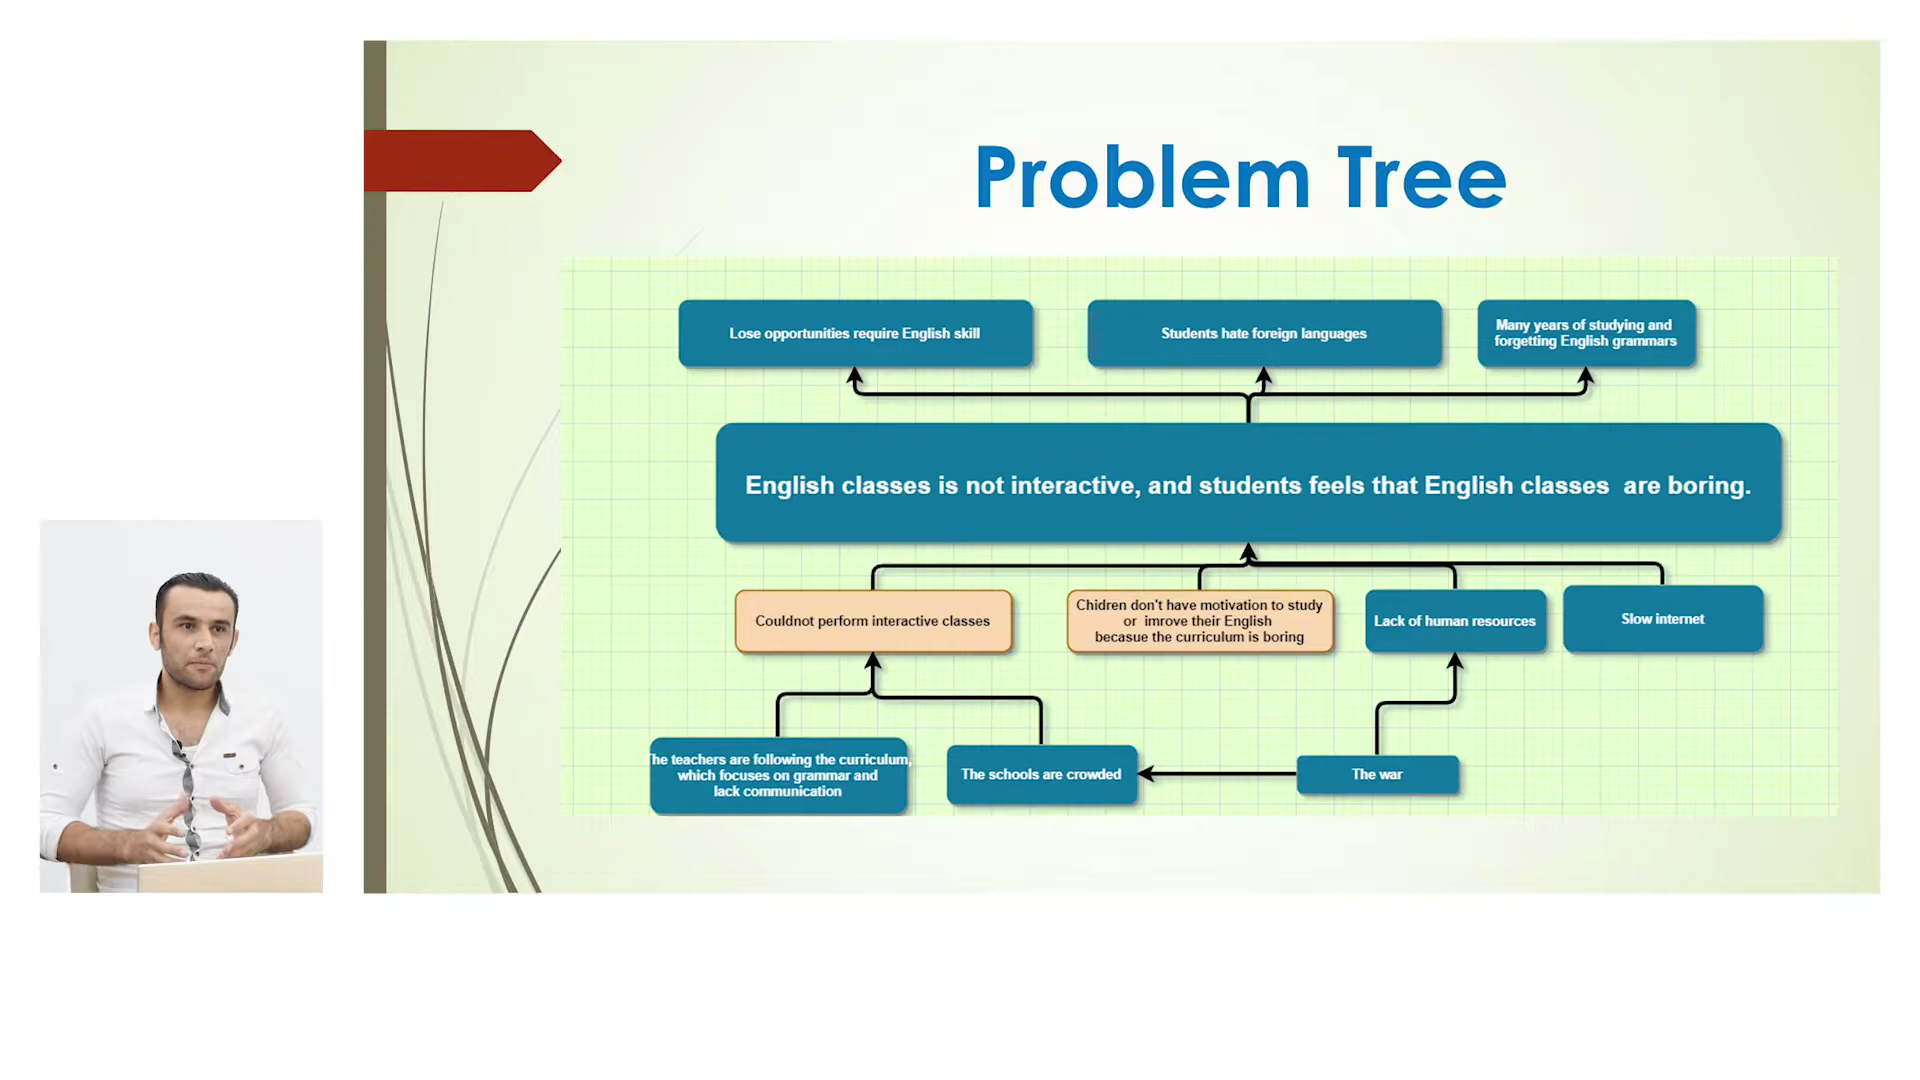 Problem Tree
Lose opportunities require English skill
Students hate foreign languages
Many years of studying and
forgetting English grammars
English classes is not interactive, and students feels that English classes are boring.
Couldnot perform interactive classes
Chidren don't have motivation to study
or imrove their English
becasue the curriculum is boring
Lack of human resources
Slow internet
The teachers are following the curriculum,
which focuses on grammar and
lack communication
The schools are crowded
The war